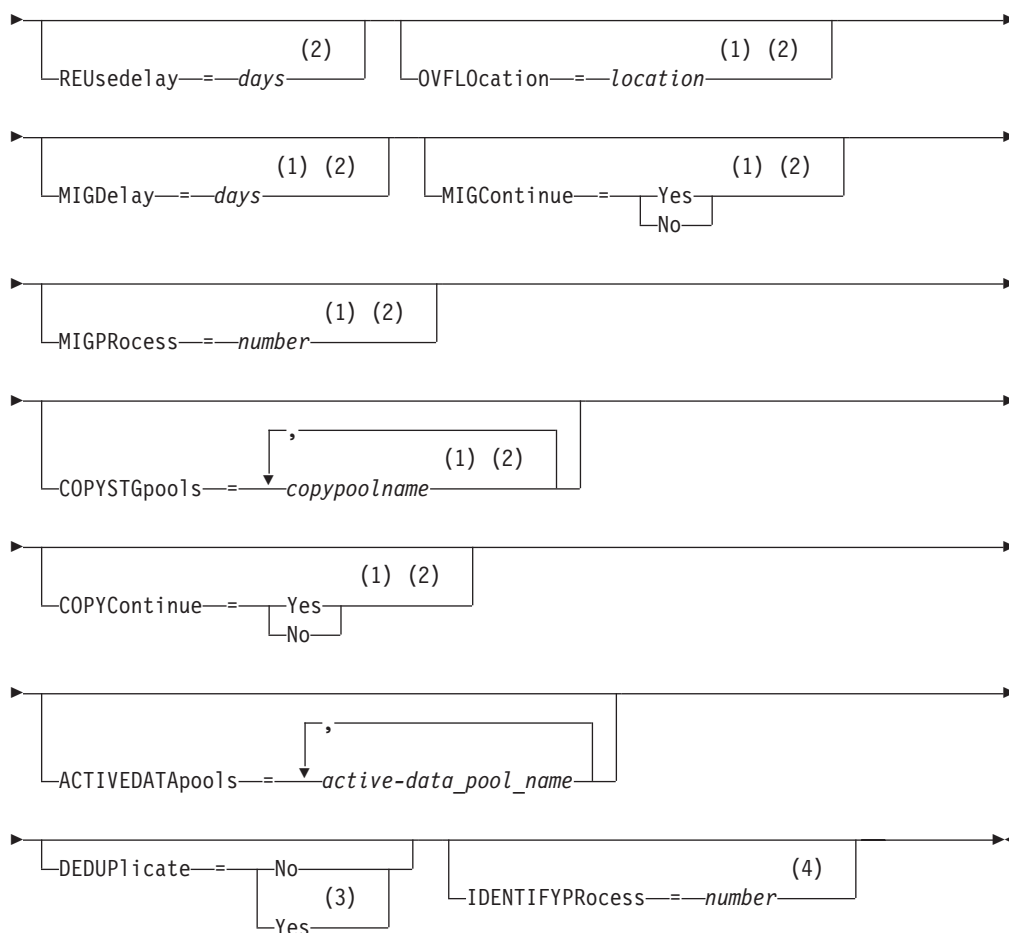 (2) (1) (2)
REUsedelay = days OVFLOcation = location
(1) (2) (1) (2)
MIGDelay = days MIGContinue = Yes
No
(1) (2)
MIGPRocess = number
,
(1) (2)
COPYSTGpools = copypoolname
(1) (2)
COPYContinue = Yes
No
,
ACTIVEDATApools = active-data_pool_name
DEDUPlicate = No (4)
(3) IDENTIFYPRocess = number
Yes